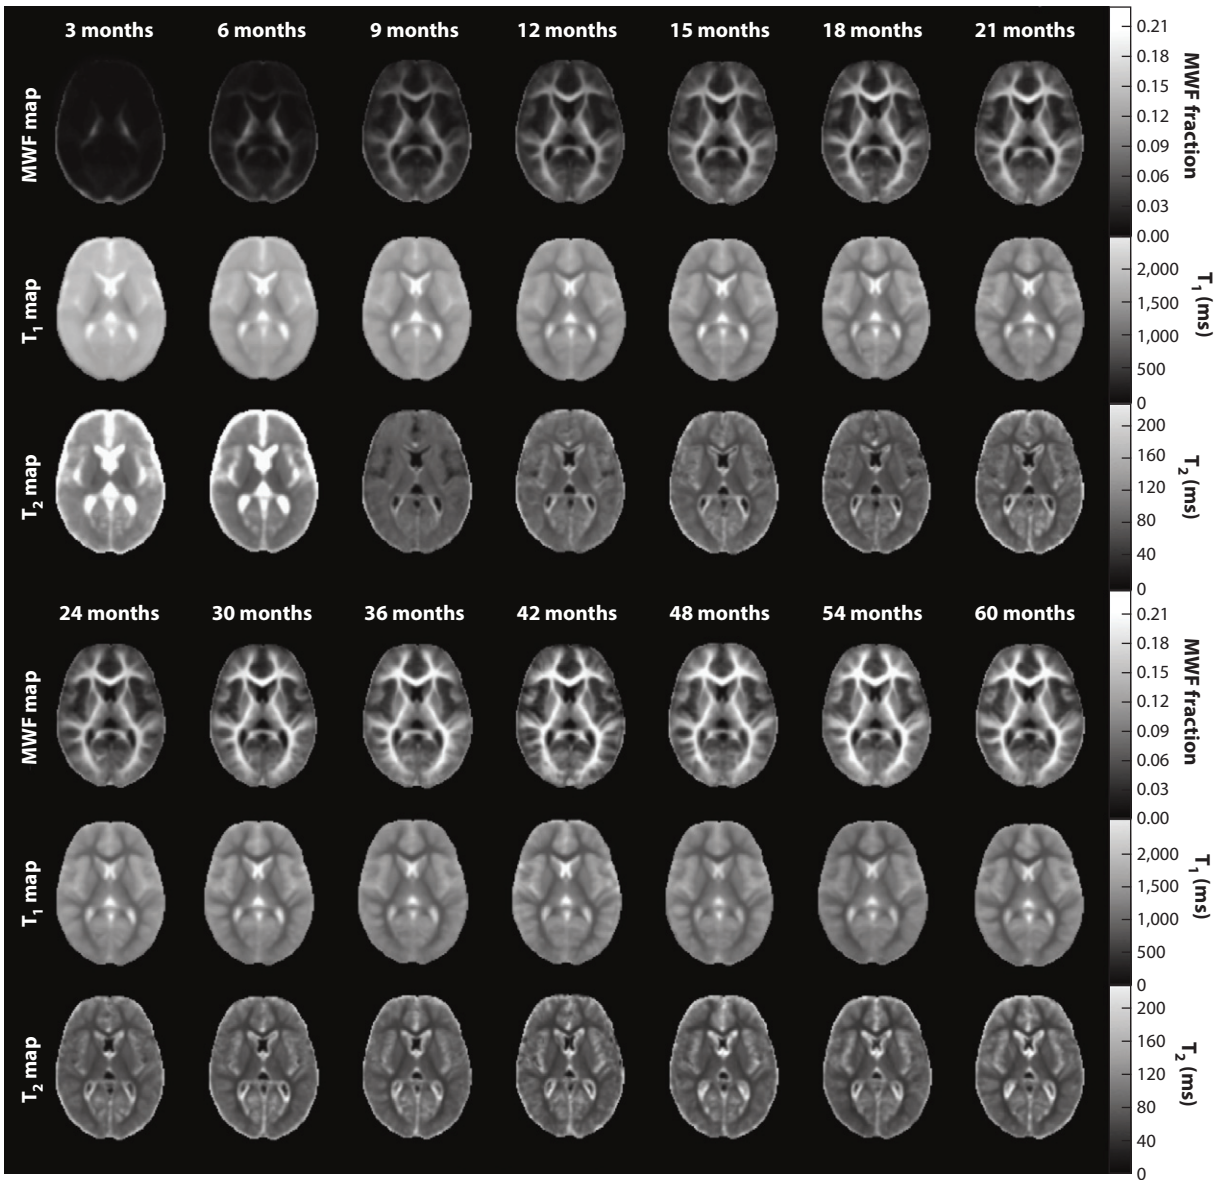 3 months 6 months 9 months 12 months 15 months 18 months 21 months
MWF map
0.21
0.18
0.15
0.12
0.09
0.06
0.03
0.00
MWF fraction
T1 map
2,000
1,500
1,000
500
0
T1 (ms)
T2 map
200
160
120
80
40
0
T2 (ms)
24 months 30 months 36 months 42 months 48 months 54 months 60 months
MWF map
0.21
0.18
0.15
0.12
0.09
0.06
0.03
0.00
MWF fraction
T1 map
2,000
1,500
1,000
500
0
T1 (ms)
T2 map
200
160
120
80
40
0
T2 (ms)